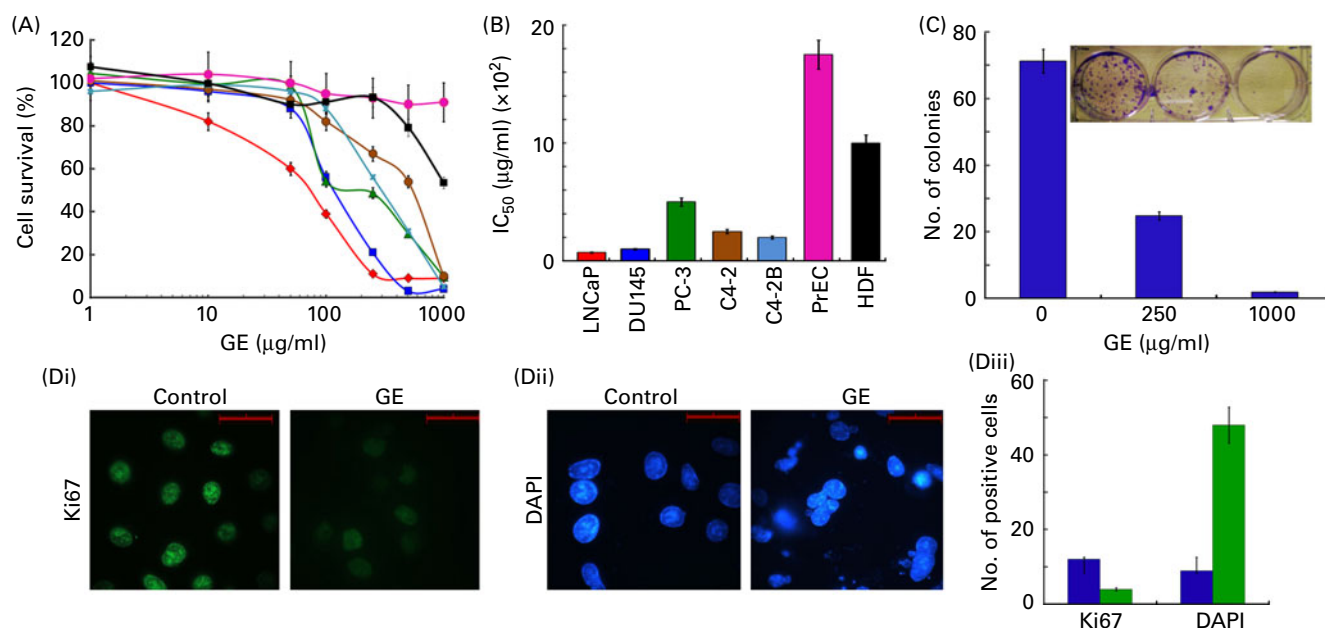 (A)
120
100
80
60
40
20
0
Cell survival (%)
1
10
100
1000
GE (μg/ml)
(B)
20
10
0
IC50 (μg/ml) (×10²)
LNCaP
DU145
PC-3
C4-2
C4-2B
PrEC
HDF
(C)
80
60
40
20
0
No. of colonies
0
250
1000
GE (μg/ml)
(Di)
Control
GE
Ki67
(Dii)
Control
GE
DAPI
(Diii)
60
40
20
0
No. of positive cells
Ki67
DAPI